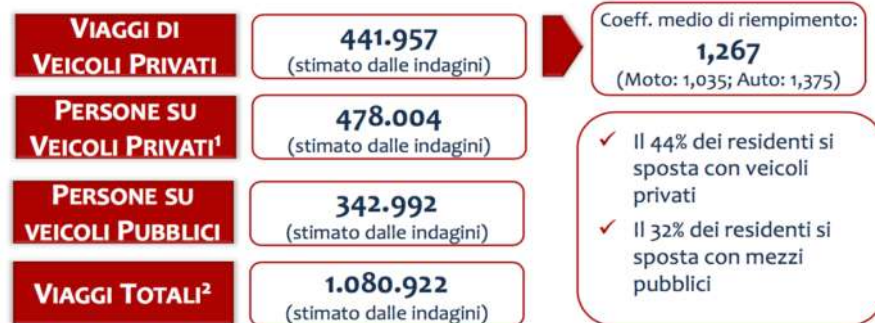 VIAGGI DI
VEICOLI PRIVATI
441.957
(stimato dalle indagini)
Coeff. medio di riempimento:
1,267
(Moto: 1,035; Auto: 1,375)
PERSONE SU
VEICOLI PRIVATI¹
478.004
(stimato dalle indagini)
PERSONE SU
VEICOLI PUBBLICI
342.992
(stimato dalle indagini)
VIAGGI TOTALI²
1.080.922
(stimato dalle indagini)
✓ Il 44% dei residenti si
sposta con veicoli
privati
✓ Il 32% dei residenti si
sposta con mezzi
pubblici